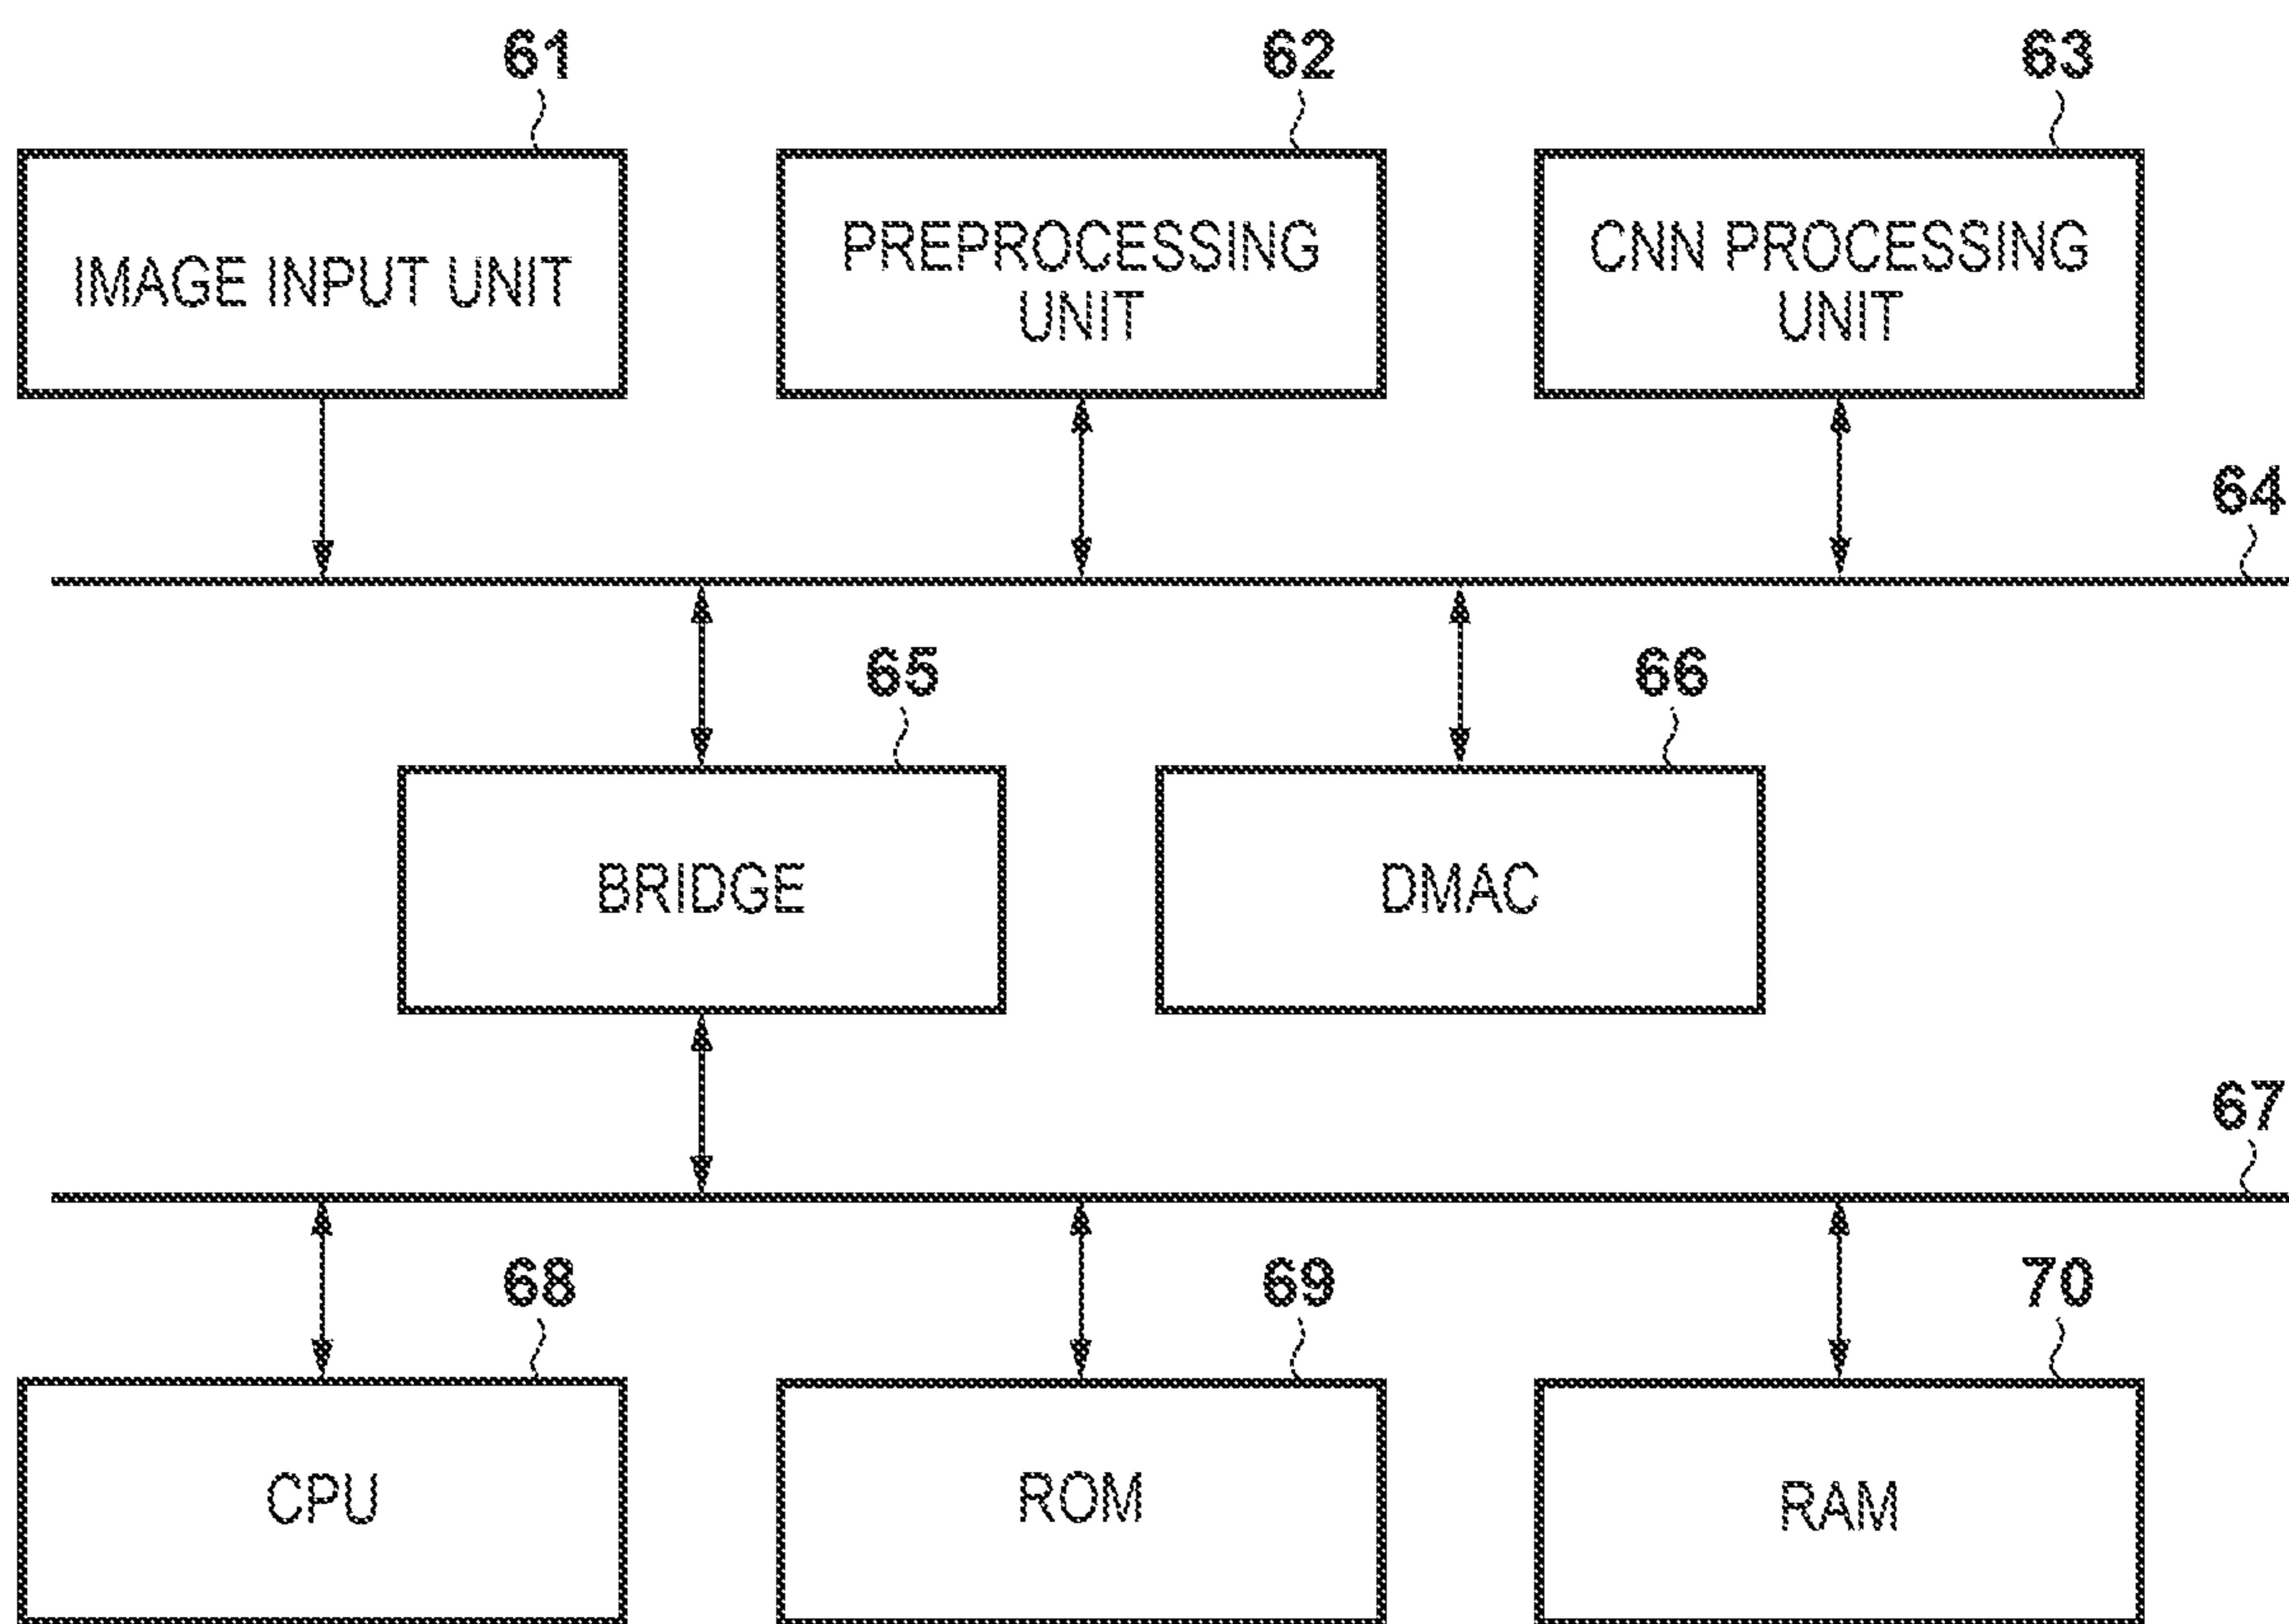 61
62
63
IMAGE INPUT UNIT
PREPROCESSING
UNIT
CNN PROCESSING
UNIT
64
65
66
BRIDGE
DMAC
67
68
69
70
CPU
ROM
RAM